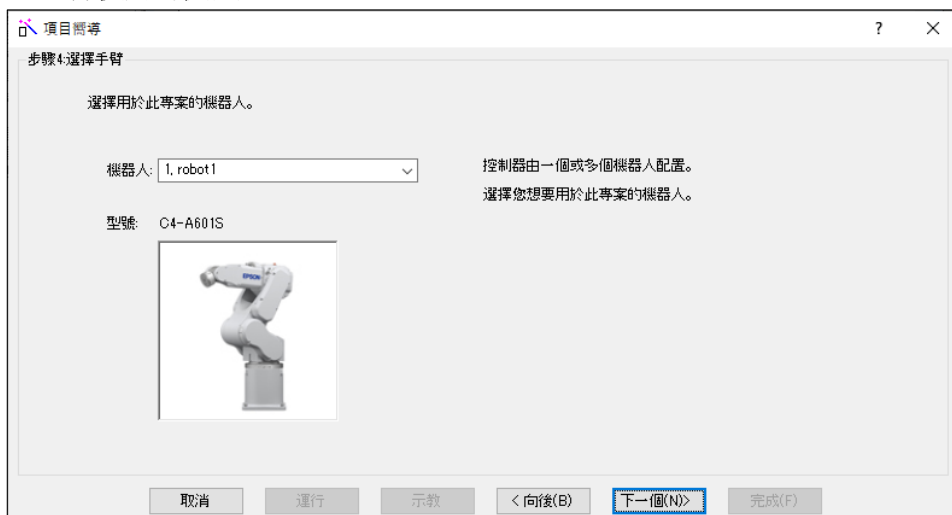 項目嚮導
?
步驟4:選擇手臂
選擇用於此專案的機器人。
機器人: 1, robot1
控制器由一個或多個機器人配置。
選擇您想要用於此專案的機器人。
型號: C4-A601S
EPSON
取消
運行
示教
< 向後(B)
下一個(N)>
完成(F)